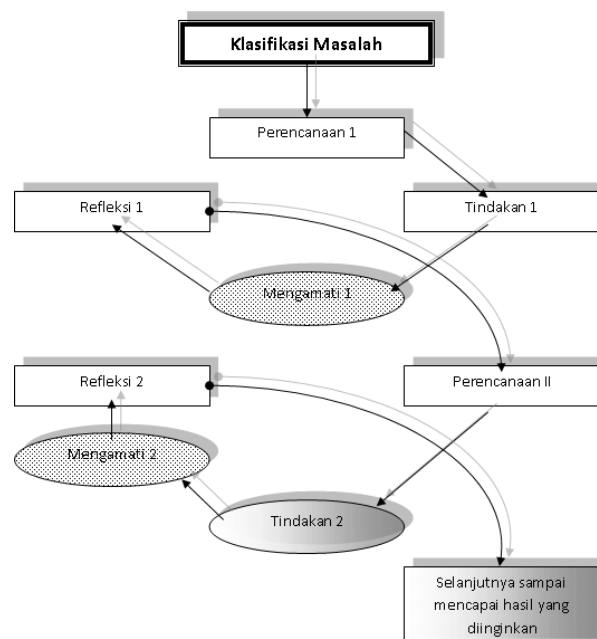 Klasifikasi Masalah
Perencanaan 1
Refleksi 1
Tindakan 1
Mengamati 1
Refleksi 2
Perencanaan II
Mengamati 2
Tindakan 2
Selanjutnya sampai
mencapai hasil yang
diinginkan